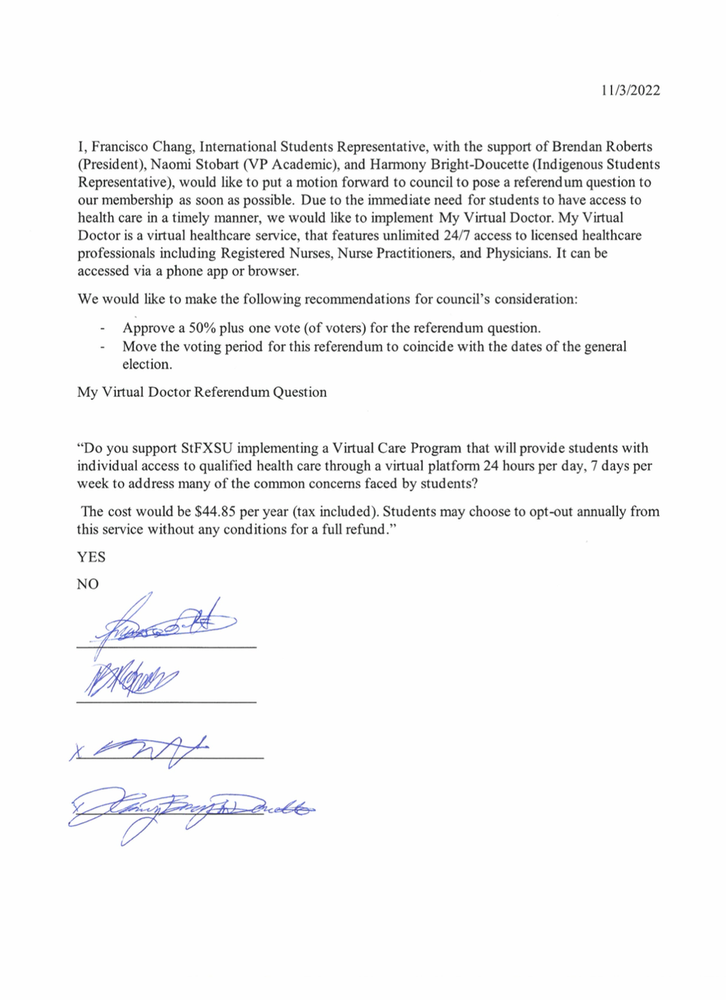 11/3/2022
I, Francisco Chang, International Students Representative, with the support of Brendan Roberts
(President), Naomi Stobart (VP Academic), and Harmony Bright-Doucette (Indigenous Students
Representative), would like to put a motion forward to council to pose a referendum question to
our membership as soon as possible. Due to the immediate need for students to have access to
health care in a timely manner, we would like to implement My Virtual Doctor. My Virtual
Doctor is a virtual healthcare service, that features unlimited 24/7 access to licensed healthcare
professionals including Registered Nurses, Nurse Practitioners, and Physicians. It can be
accessed via a phone app or browser.
We would like to make the following recommendations for council’s consideration:
- Approve a 50% plus one vote (of voters) for the referendum question.
- Move the voting period for this referendum to coincide with the dates of the general
election.
My Virtual Doctor Referendum Question
“Do you support StFXSU implementing a Virtual Care Program that will provide students with
individual access to qualified health care through a virtual platform 24 hours per day, 7 days per
week to address many of the common concerns faced by students?
The cost would be $44.85 per year (tax included). Students may choose to opt-out annually from
this service without any conditions for a full refund.”
YES
NO
x
x